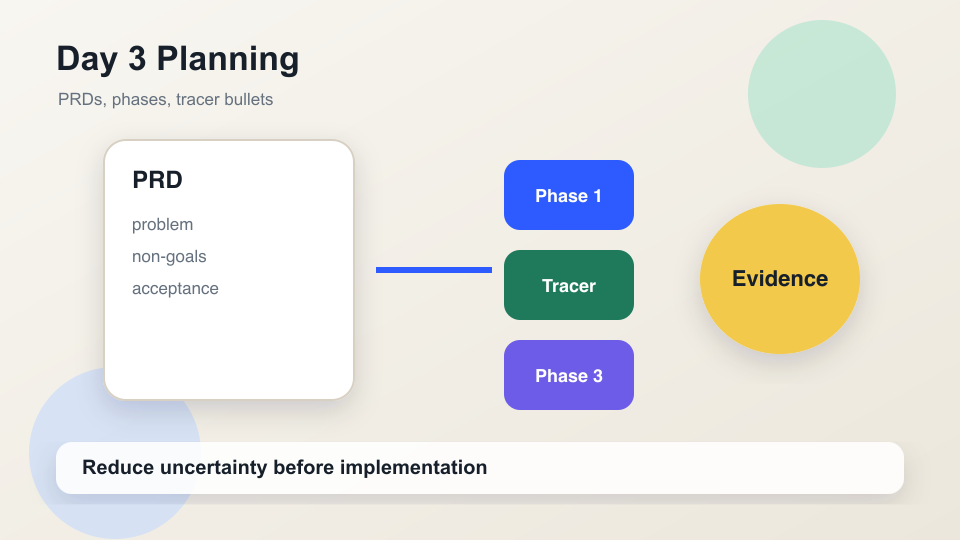 Day 3 Planning
PRDs, phases, tracer bullets
PRD
problem
non-goals
acceptance
Phase 1
Tracer
Phase 3
Evidence
Reduce uncertainty before implementation